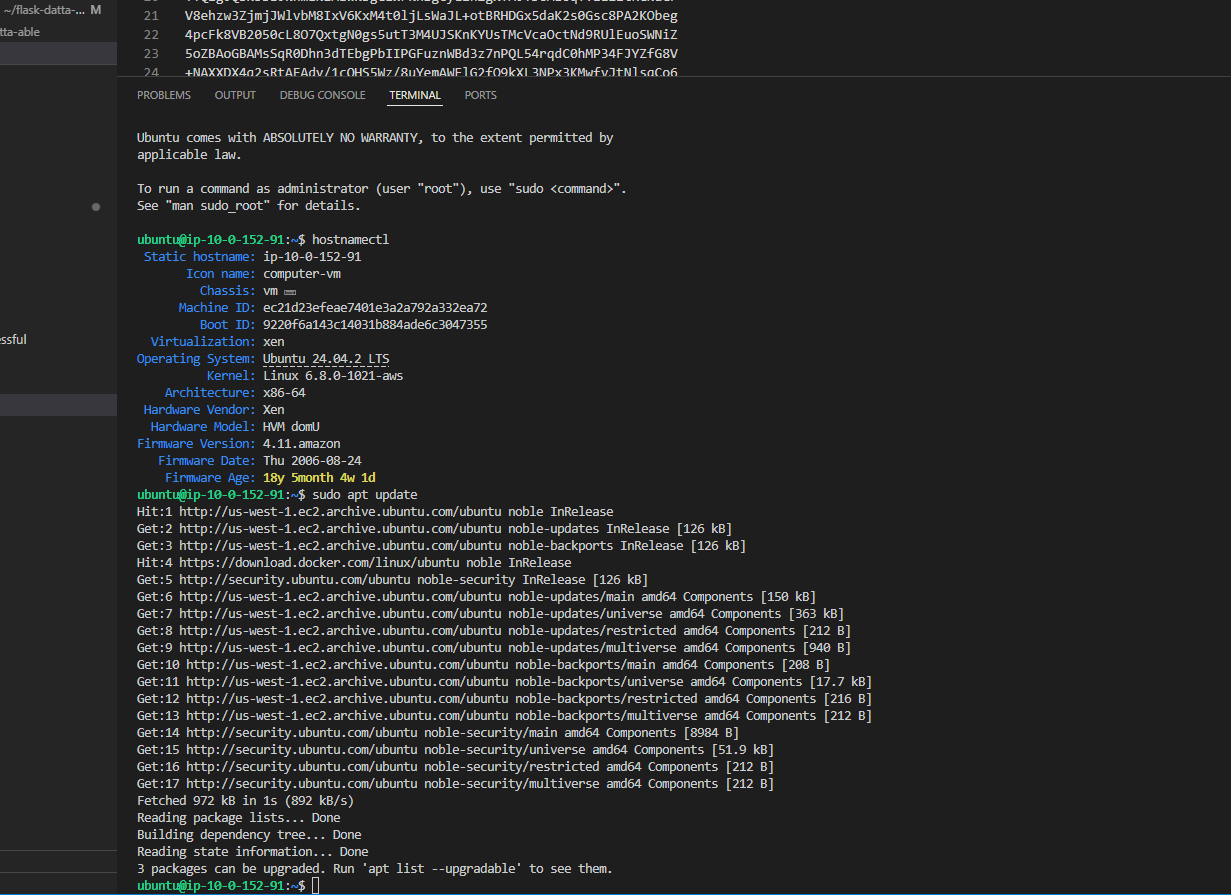 ~/flask-datta-... M
tta-able
21 V8ehzw3ZjmjJWlvbM8IxV6KxM4t0ljLsWaJL+otBRHDGx5daK2s0Gsc8PA2KObeg
22 4pcFk8VB2050cL8O7QxtgN0gs5utT3M4UJSKnKYUsTMcVcaOctNd9RUlEuoSWNiZ
23 5oZBAoGBAMsSqR0Dhn3dTEbgPbIIPGFuznWBd3z7nPQL54rqdC0hMP34FJYZfG8V
24
PROBLEMS OUTPUT DEBUG CONSOLE TERMINAL PORTS
Ubuntu comes with ABSOLUTELY NO WARRANTY, to the extent permitted by
applicable law.
To run a command as administrator (user "root"), use "sudo <command>".
See "man sudo_root" for details.
ubuntu@ip-10-0-152-91:~$ hostnamectl
Static hostname: ip-10-0-152-91
Icon name: computer-vm
Chassis: vm
Machine ID: ec21d23efeae7401e3a2a792a332ea72
Boot ID: 9220f6a143c14031b884ade6c3047355
essful
Virtualization: xen
Operating System: Ubuntu 24.04.2 LTS
Kernel: Linux 6.8.0-1021-aws
Architecture: x86-64
Hardware Vendor: Xen
Hardware Model: HVM domU
Firmware Version: 4.11.amazon
Firmware Date: Thu 2006-08-24
Firmware Age: 18y 5month 4w 1d
ubuntu@ip-10-0-152-91:~$ sudo apt update
Hit:1 http://us-west-1.ec2.archive.ubuntu.com/ubuntu noble InRelease
Get:2 http://us-west-1.ec2.archive.ubuntu.com/ubuntu noble-updates InRelease [126 kB]
Get:3 http://us-west-1.ec2.archive.ubuntu.com/ubuntu noble-backports InRelease [126 kB]
Hit:4 https://download.docker.com/linux/ubuntu noble InRelease
Get:5 http://security.ubuntu.com/ubuntu noble-security InRelease [126 kB]
Get:6 http://us-west-1.ec2.archive.ubuntu.com/ubuntu noble-updates/main amd64 Components [150 kB]
Get:7 http://us-west-1.ec2.archive.ubuntu.com/ubuntu noble-updates/universe amd64 Components [363 kB]
Get:8 http://us-west-1.ec2.archive.ubuntu.com/ubuntu noble-updates/restricted amd64 Components [212 B]
Get:9 http://us-west-1.ec2.archive.ubuntu.com/ubuntu noble-updates/multiverse amd64 Components [940 B]
Get:10 http://us-west-1.ec2.archive.ubuntu.com/ubuntu noble-backports/main amd64 Components [208 B]
Get:11 http://us-west-1.ec2.archive.ubuntu.com/ubuntu noble-backports/universe amd64 Components [17.7 kB]
Get:12 http://us-west-1.ec2.archive.ubuntu.com/ubuntu noble-backports/restricted amd64 Components [216 B]
Get:13 http://us-west-1.ec2.archive.ubuntu.com/ubuntu noble-backports/multiverse amd64 Components [212 B]
Get:14 http://security.ubuntu.com/ubuntu noble-security/main amd64 Components [8984 B]
Get:15 http://security.ubuntu.com/ubuntu noble-security/universe amd64 Components [51.9 kB]
Get:16 http://security.ubuntu.com/ubuntu noble-security/restricted amd64 Components [212 B]
Get:17 http://security.ubuntu.com/ubuntu noble-security/multiverse amd64 Components [212 B]
Fetched 972 kB in 1s (892 kB/s)
Reading package lists... Done
Building dependency tree... Done
Reading state information... Done
3 packages can be upgraded. Run 'apt list --upgradable' to see them.
ubuntu@ip-10-0-152-91:~$